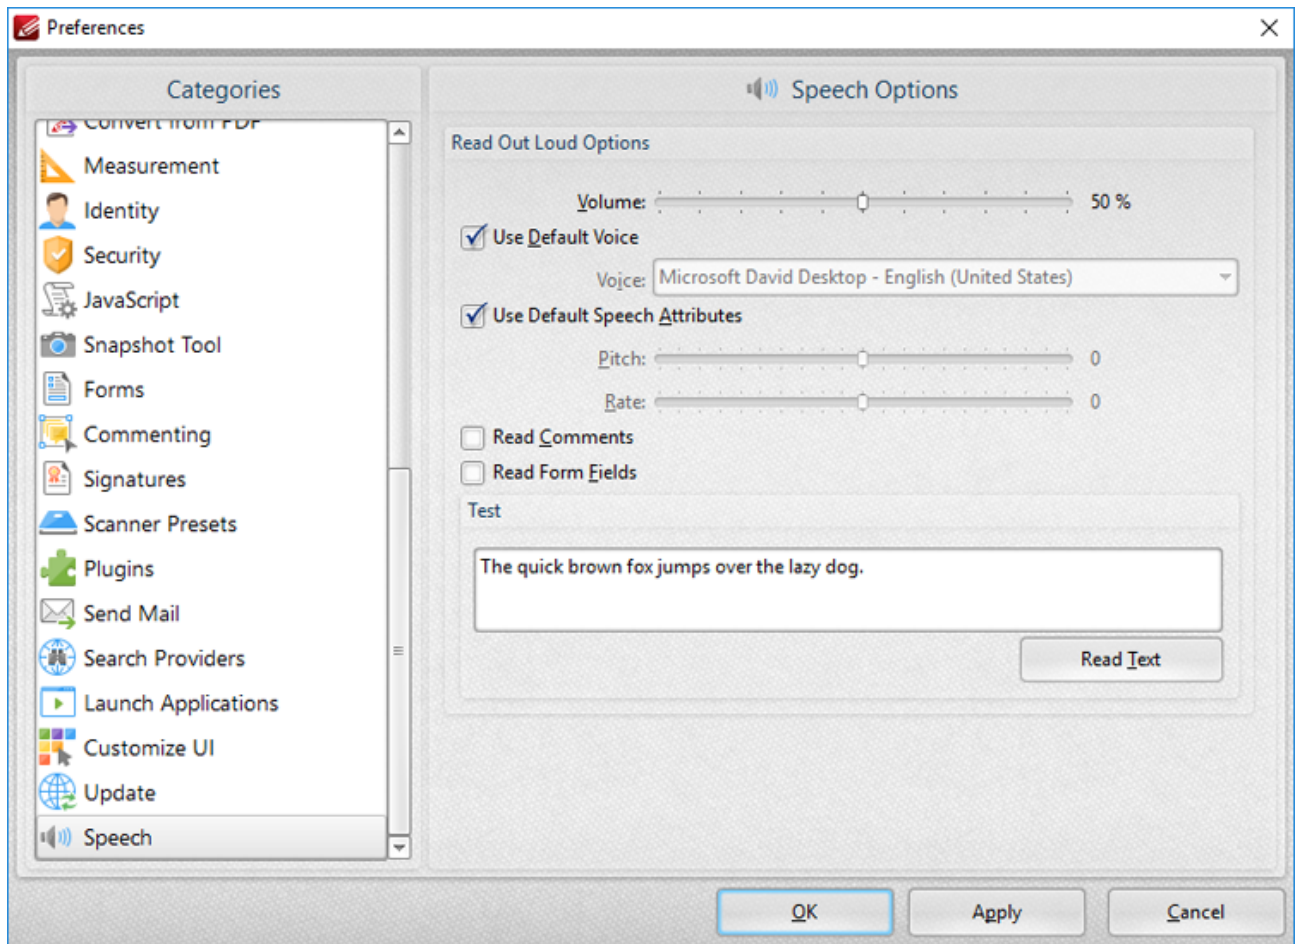 Preferences
Categories
Convert from PDF
Measurement
Identity
Security
JavaScript
Snapshot Tool
Forms
Commenting
Signatures
Scanner Presets
Plugins
Send Mail
Search Providers
Launch Applications
Customize UI
Update
Speech
Speech Options
Read Out Loud Options
Volume: 50 %
Use Default Voice
Voice: Microsoft David Desktop - English (United States)
Use Default Speech Attributes
Pitch: 0
Rate: 0
Read Comments
Read Form Fields
Test
The quick brown fox jumps over the lazy dog.
Read Text
OK Apply Cancel